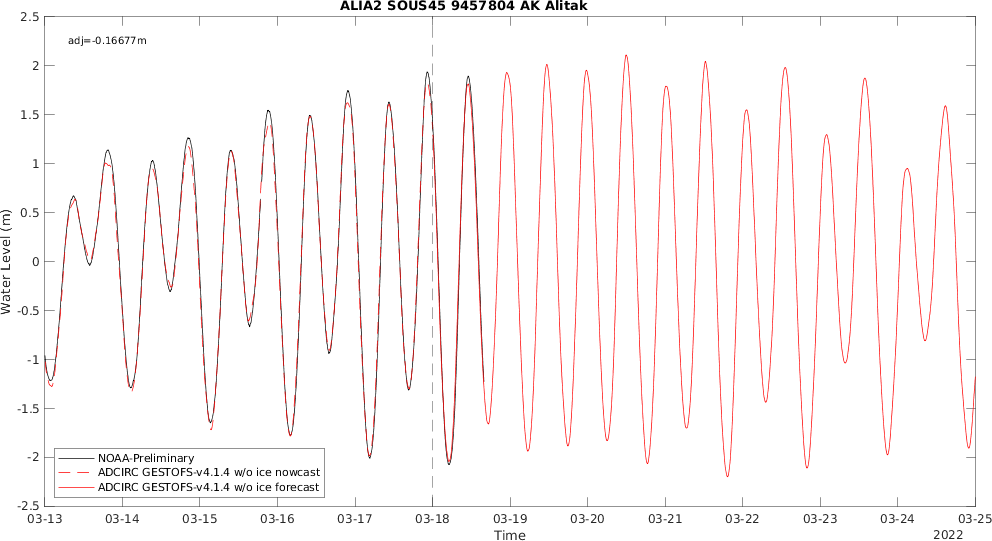 ALIA2 SOUS45 9457804 AK Alitak
adj=-0.16677m
2.5
2
1.5
1
0.5
0
-0.5
-1
-1.5
-2
-2.5
Water Level (m)
NOAA-Preliminary
ADCIRC GESTOFS-v4.1.4 w/o ice nowcast
ADCIRC GESTOFS-v4.1.4 w/o ice forecast
03-13 03-14 03-15 03-16 03-17 03-18 03-19 03-20 03-21 03-22 03-23 03-24 03-25
Time
2022